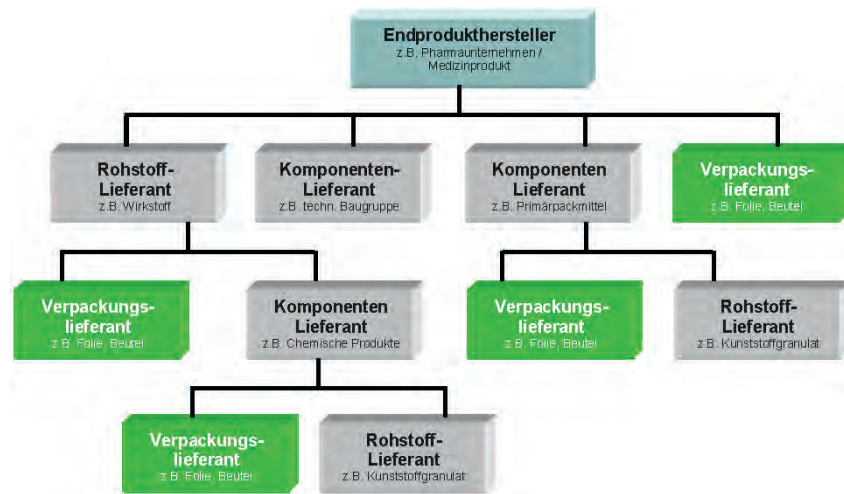 Endprodukthersteller
z.B. Pharmaunternehmen /
Medizinprodukt
Rohstoff-
Lieferant
z.B. Wirkstoff
Komponenten-
Lieferant
z.B. techn. Baugruppe
Komponenten
Lieferant
z.B. Primärpackmittel
Verpackungs-
lieferant
z.B. Folie, Beutel
Verpackungs-
lieferant
z.B. Folie, Beutel
Komponenten
Lieferant
z.B. Chemische Produkte
Verpackungs-
lieferant
z.B. Folie, Beutel
Rohstoff-
Lieferant
z.B. Kunststoffgranulat
Verpackungs-
lieferant
z.B. Folie, Beutel
Rohstoff-
Lieferant
z.B. Kunststoffgranulat